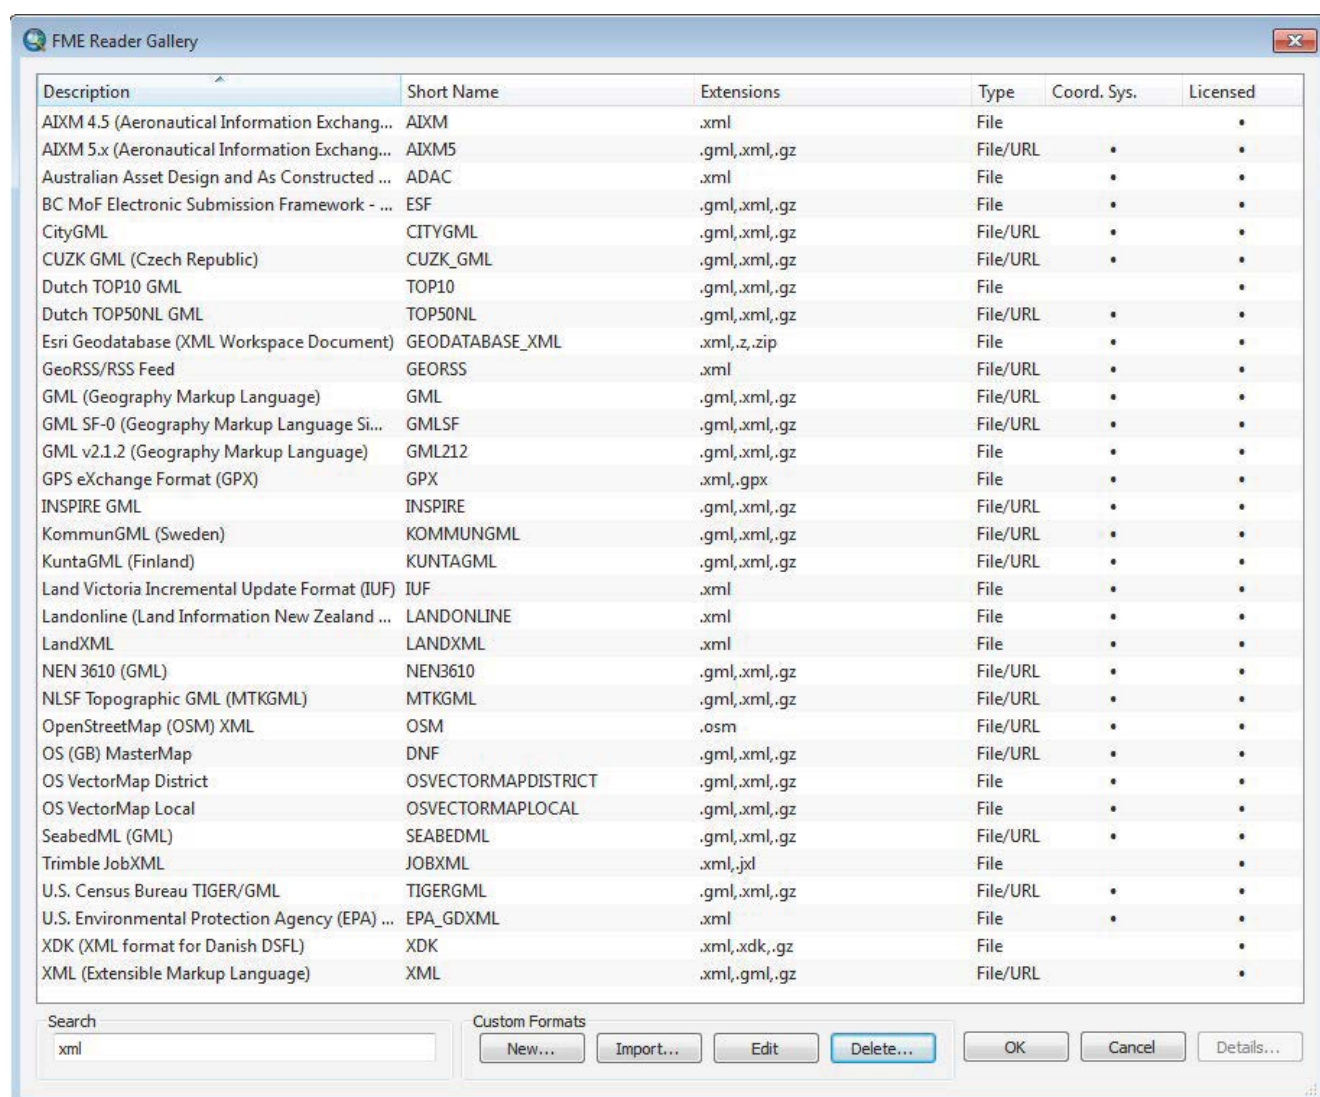 FME Reader Gallery
Description Short Name Extensions Type Coord. Sys. Licensed
AIXM 4.5 (Aeronautical Information Exchang... AIXM .xml File •
AIXM 5.x (Aeronautical Information Exchang... AIXM5 .gml,.xml,.gz File/URL • •
Australian Asset Design and As Constructed ... ADAC .xml File • •
BC MoF Electronic Submission Framework - ... ESF .gml,.xml,.gz File • •
CityGML CITYGML .gml,.xml,.gz File/URL • •
CUZK GML (Czech Republic) CUZK_GML .gml,.xml,.gz File/URL • •
Dutch TOP10 GML TOP10 .gml,.xml,.gz File •
Dutch TOP50NL GML TOP50NL .gml,.xml,.gz File/URL • •
Esri Geodatabase (XML Workspace Document) GEODATABASE_XML .xml,.z,.zip File • •
GeoRSS/RSS Feed GEORSS .xml File/URL • •
GML (Geography Markup Language) GML .gml,.xml,.gz File/URL • •
GML SF-0 (Geography Markup Language Si... GMLSF .gml,.xml,.gz File/URL • •
GML v2.1.2 (Geography Markup Language) GML212 .gml,.xml,.gz File • •
GPS eXchange Format (GPX) GPX .xml,.gpx File • •
INSPIRE GML INSPIRE .gml,.xml,.gz File/URL • •
KommunGML (Sweden) KOMMUNGML .gml,.xml,.gz File/URL • •
KuntaGML (Finland) KUNTAGML .gml,.xml,.gz File/URL • •
Land Victoria Incremental Update Format (IUF) IUF .xml File • •
Landonline (Land Information New Zealand ... LANDONLINE .xml File • •
LandXML LANDXML .xml File • •
NEN 3610 (GML) NEN3610 .gml,.xml,.gz File/URL • •
NLSF Topographic GML (MTKGML) MTKGML .gml,.xml,.gz File/URL • •
OpenStreetMap (OSM) XML OSM .osm File/URL • •
OS (GB) MasterMap DNF .gml,.xml,.gz File/URL • •
OS VectorMap District OSVECTORMAPDISTRICT .gml,.xml,.gz File • •
OS VectorMap Local OSVECTORMAPLOCAL .gml,.xml,.gz File • •
SeabedML (GML) SEABEDML .gml,.xml,.gz File/URL • •
Trimble JobXML JOBXML .xml,.jxl File •
U.S. Census Bureau TIGER/GML TIGERGML .gml,.xml,.gz File/URL • •
U.S. Environmental Protection Agency (EPA) ... EPA_GDXML .xml File • •
XDK (XML format for Danish DSFL) XDK .xml,.xdk,.gz File •
XML (Extensible Markup Language) XML .xml,.gml,.gz File/URL •
Search Custom Formats
xml New... Import... Edit Delete... OK Cancel Details...